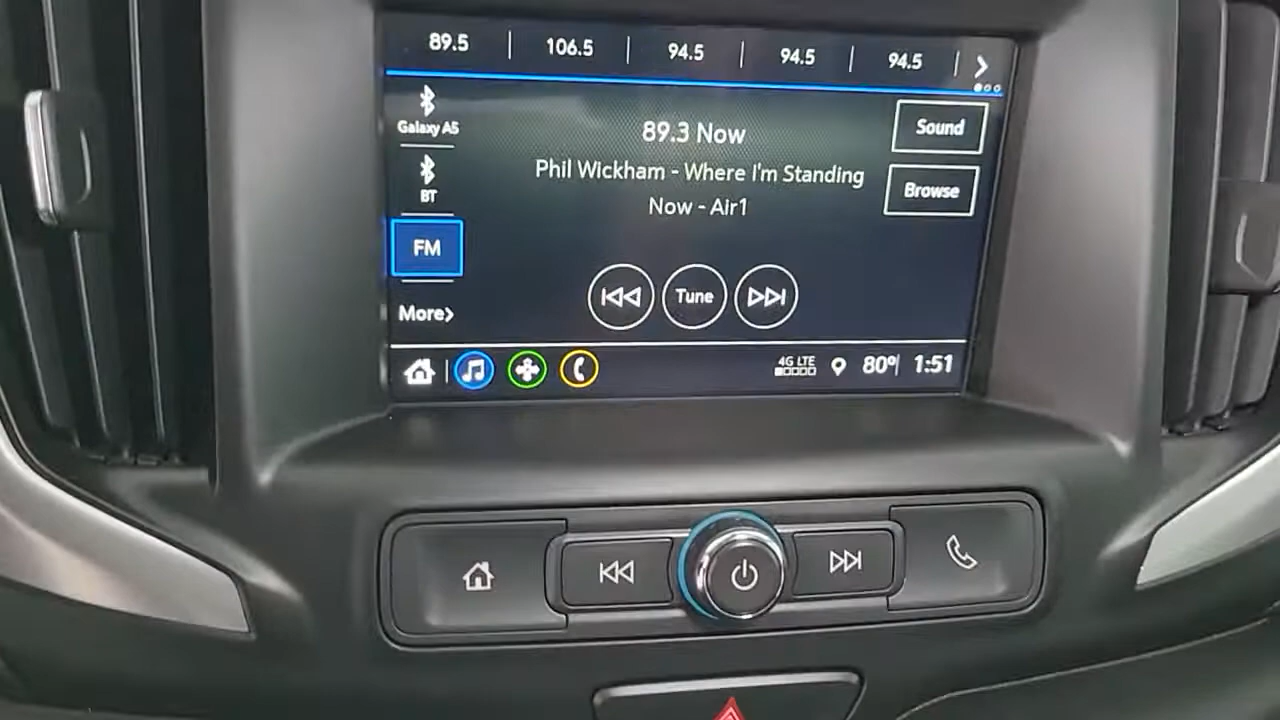 89.5 106.5 94.5 94.5 94.5
Galaxy A5
BT
FM
More
89.3 Now
Phil Wickham - Where I'm Standing
Now - Air1
Tune
Sound
Browse
4G LTE 80° 1:51